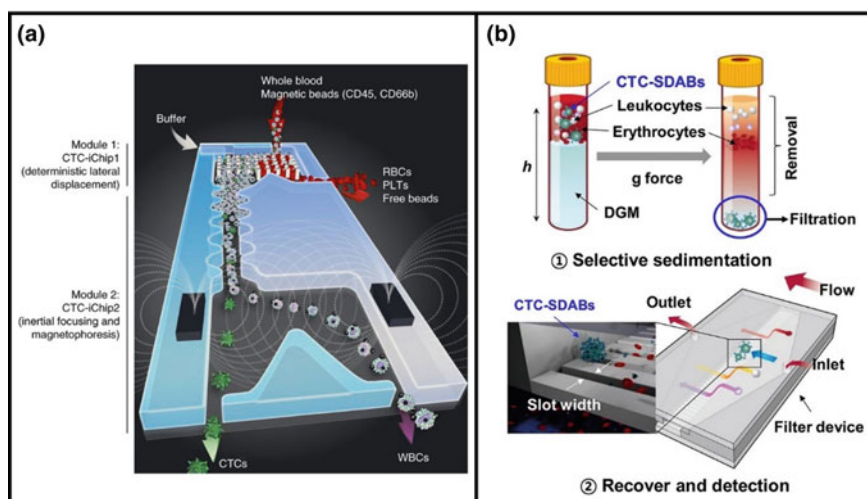 (a)
Whole blood
Magnetic beads (CD45, CD66b)
Buffer
Module 1:
CTC-iChip1
(deterministic lateral
displacement)
RBCs
PLTs
Free beads
Module 2:
CTC-iChip2
(inertial focusing and
magnetophoresis)
CTCs
WBCs
(b)
CTC-SDABs
Leukocytes
Erythrocytes
h
g force
DGM
Removal
Filtration
① Selective sedimentation
Flow
CTC-SDABs
Outlet
Inlet
Slot width
Filter device
② Recover and detection